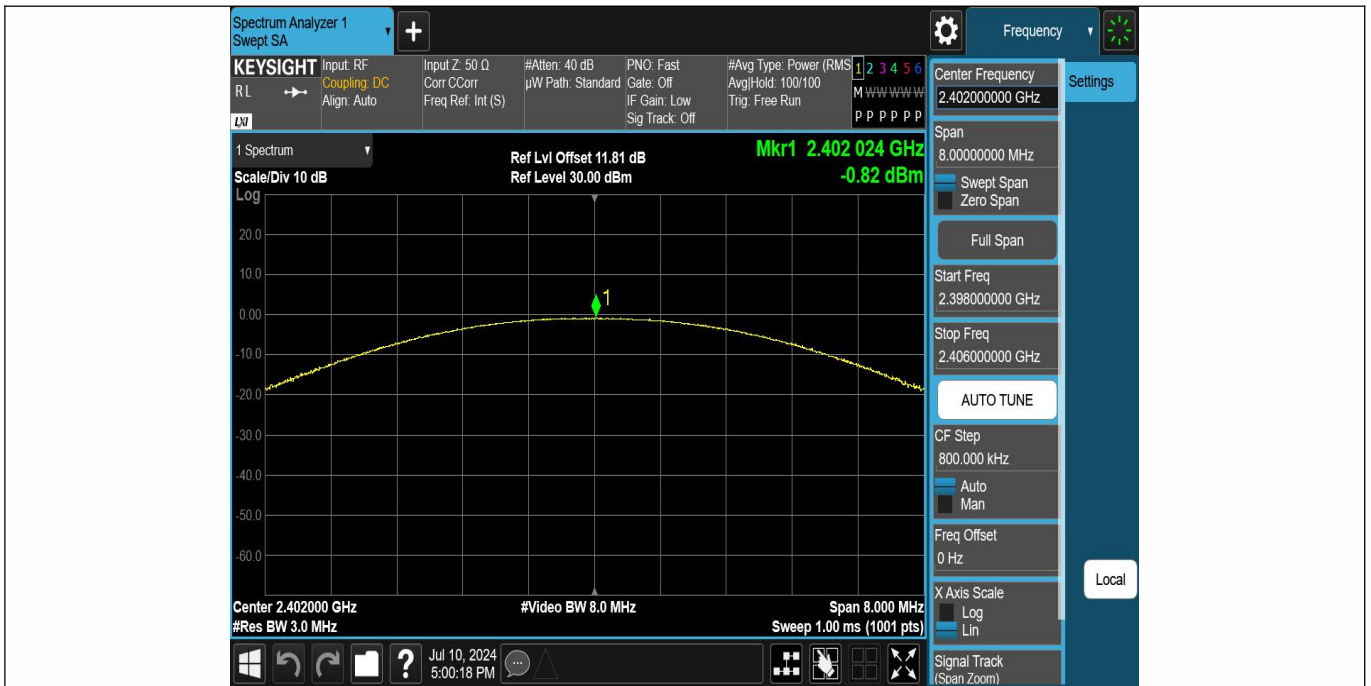 Spectrum Analyzer 1
Swept SA
+
Frequency
KEYSIGHT
RL
LXI
Input: RF
Coupling: DC
Align: Auto
Input Z: 50 Ω
Corr CCorr
Freq Ref: Int (S)
#Atten: 40 dB
µW Path: Standard
PNO: Fast
Gate: Off
IF Gain: Low
Sig Track: Off
#Avg Type: Power (RMS
Avg|Hold: 100/100
Trig: Free Run
1 2 3 4 5 6
M W W W W W
P P P P P P
1 Spectrum
Scale/Div 10 dB
Log
Ref Lvl Offset 11.81 dB
Ref Level 30.00 dBm
Mkr1 2.402 024 GHz
-0.82 dBm
20.0
10.0
0.00
-10.0
-20.0
-30.0
-40.0
-50.0
-60.0
1
Center 2.402000 GHz
#Res BW 3.0 MHz
#Video BW 8.0 MHz
Span 8.000 MHz
Sweep 1.00 ms (1001 pts)
Center Frequency
2.402000000 GHz
Settings
Span
8.00000000 MHz
Swept Span
Zero Span
Full Span
Start Freq
2.398000000 GHz
Stop Freq
2.406000000 GHz
AUTO TUNE
CF Step
800.000 kHz
Auto
Man
Freq Offset
0 Hz
Local
X Axis Scale
Log
Lin
Signal Track
(Span Zoom)
?
Jul 10, 2024
5:00:18 PM